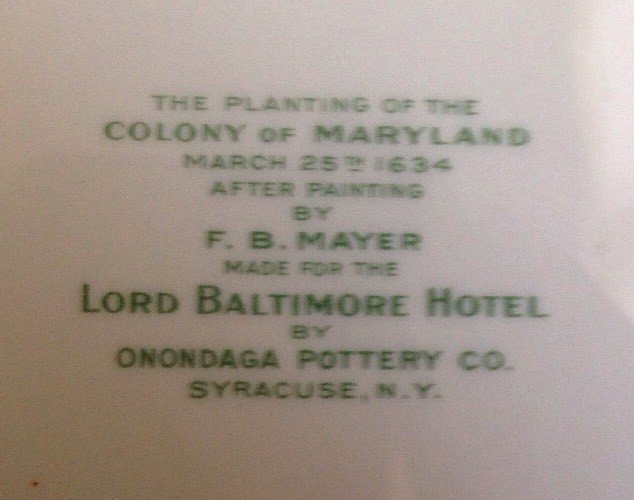 THE PLANTING OF THE
COLONY OF MARYLAND
MARCH 25TH 1634
AFTER PAINTING
BY
F. B. MAYER
MADE FOR THE
LORD BALTIMORE HOTEL
BY
ONONDAGA POTTERY CO.
SYRACUSE, N.Y.